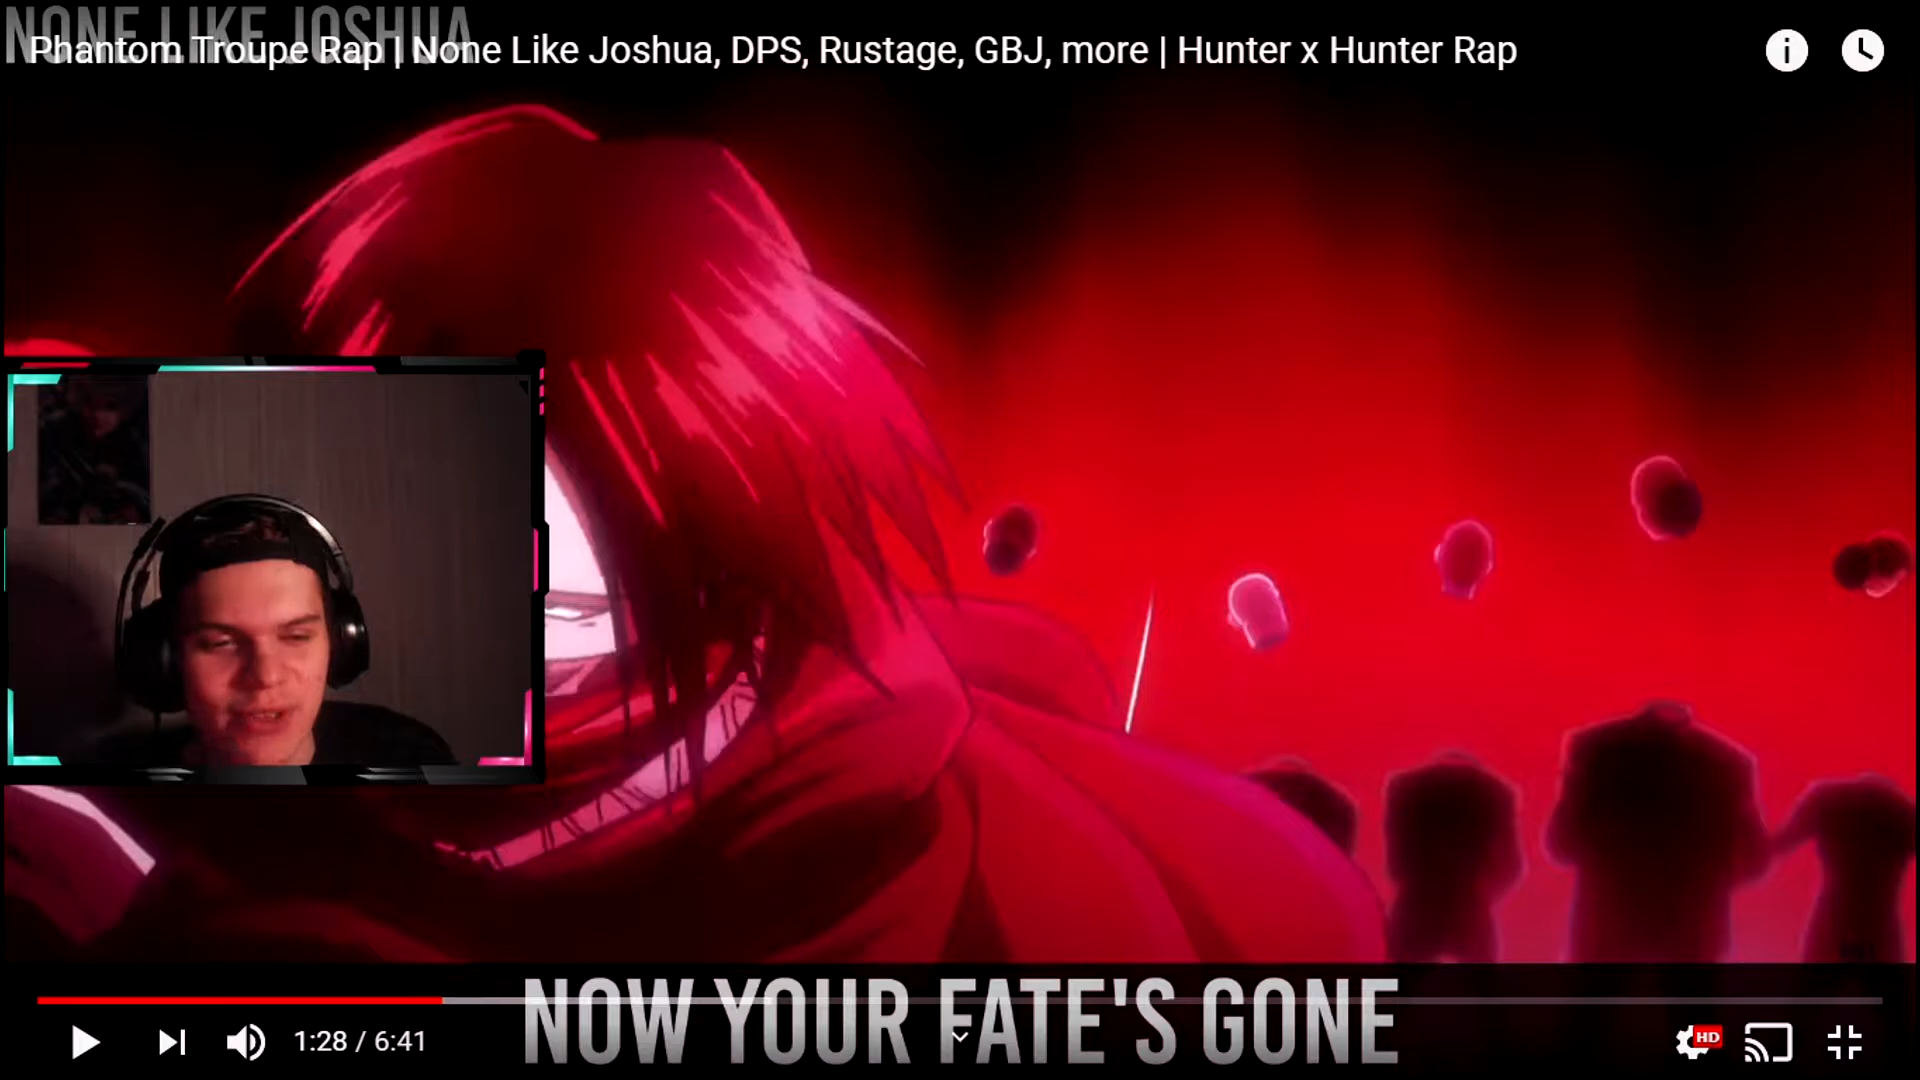 NONE LIKE JOSHUA
Phantom Troupe Rap | None Like Joshua, DPS, Rustage, GBJ, more | Hunter x Hunter Rap
NOW YOUR FATE'S GONE
1:28 / 6:41
HD